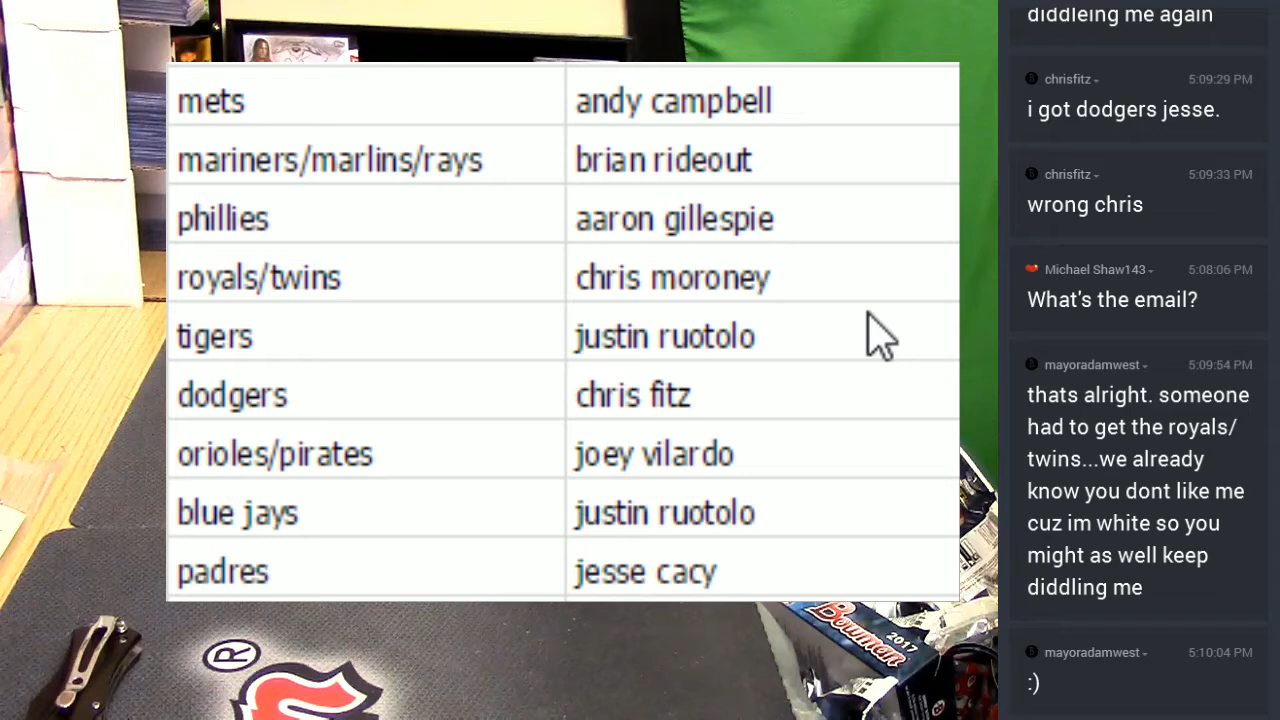 mets andy campbell
mariners/marlins/rays brian rideout
phillies aaron gillespie
royals/twins chris moroney
tigers justin ruotolo
dodgers chris fitz
orioles/pirates joey vilardo
blue jays justin ruotolo
padres jesse cacy
Bowman 2017
®
diddleing me again
chrisfitz 5:09:29 PM
i got dodgers jesse.
chrisfitz 5:09:33 PM
wrong chris
Michael Shaw143 5:08:06 PM
What's the email?
mayoradamwest 5:09:54 PM
thats alright. someone
had to get the royals/
twins...we already
know you dont like me
cuz im white so you
might as well keep
diddling me
mayoradamwest 5:10:04 PM
:)